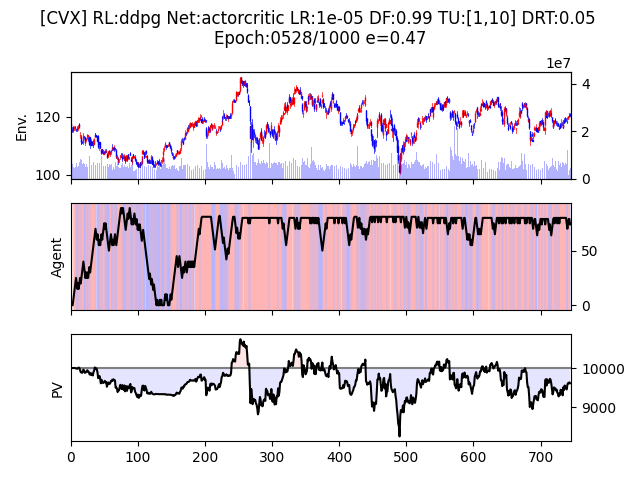 [CVX] RL:ddpg Net:actorcritic LR:1e-05 DF:0.99 TU:[1,10] DRT:0.05
Epoch:0528/1000 e=0.47
1e7
Env.
120
100
4
2
0
Agent
50
0
PV
10000
9000
0 100 200 300 400 500 600 700